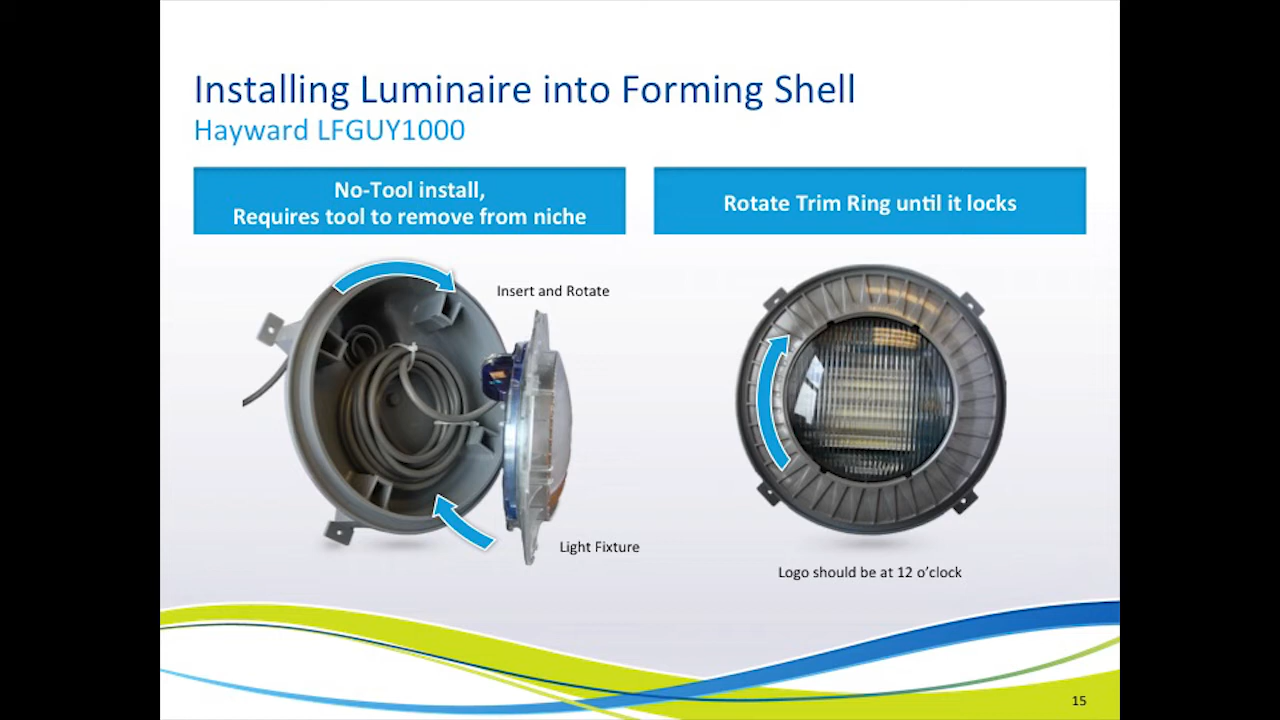 Installing Luminaire into Forming Shell
Hayward LFGUY1000
No-Tool install,
Requires tool to remove from niche
Rotate Trim Ring until it locks
Insert and Rotate
Light Fixture
Logo should be at 12 o’clock
15